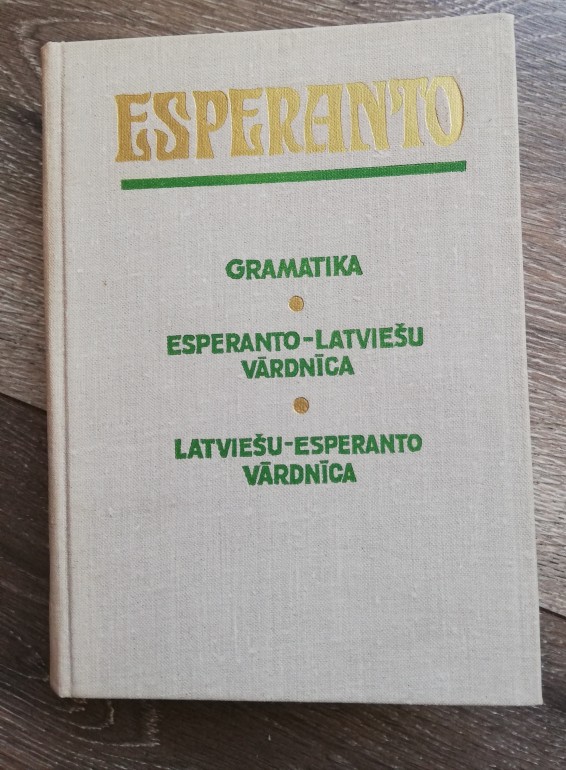 ESPERANTO
GRAMATIKA
ESPERANTO-LATVIEŠU
VĀRDNĪCA
LATVIEŠU-ESPERANTO
VĀRDNĪCA